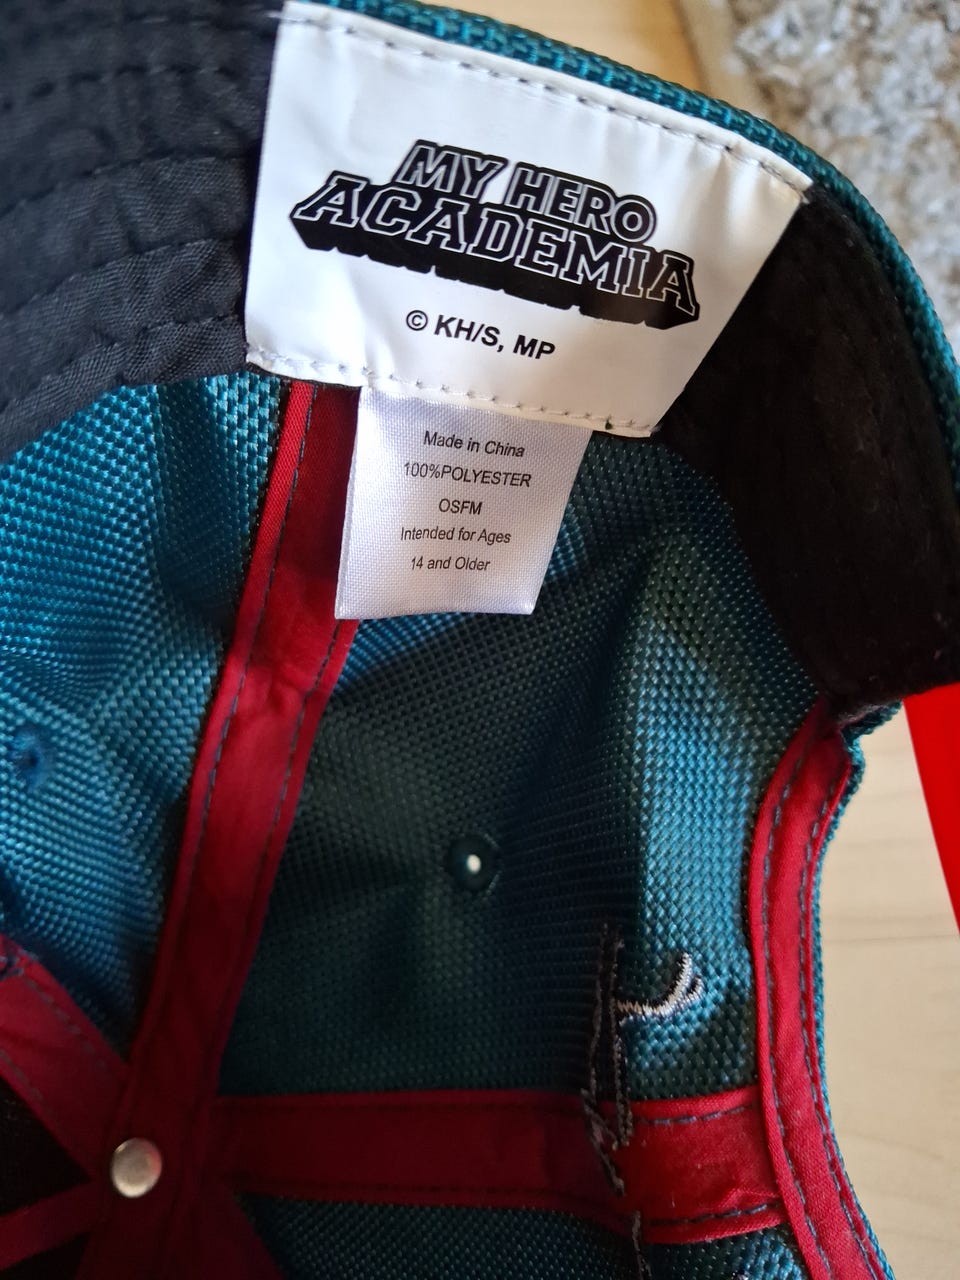 MY HERO
ACADEMIA
© KH/S, MP
Made in China
100%POLYESTER
OSFM
Intended for Ages
14 and Older